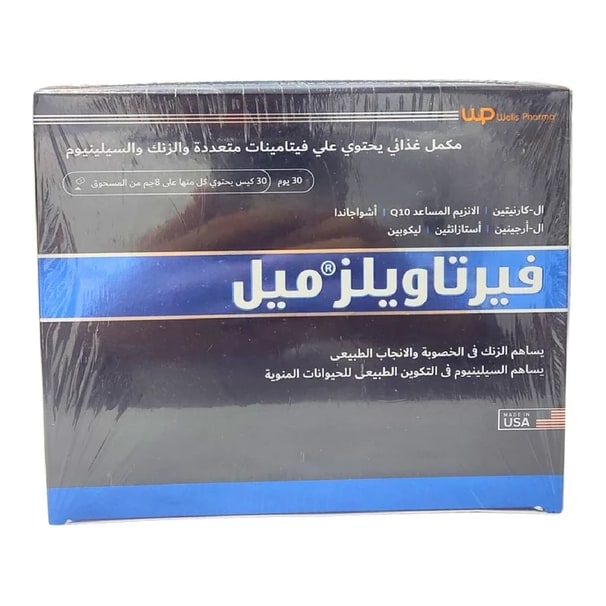 Wells Pharma
مكمل غذائي يحتوي علي فيتامينات متعددة والزنك والسيلينيوم
30 يوم | 30 كيس يحتوي كل منها على 8جم من المسحوق
ال-كارنيتين | الانزيم المساعد Q10 | أشواجاندا
ال-أرجينين | أستازانثين | ليكوبين
فيرتاويلز® ميل
يساهم الزنك فى الخصوبة والانجاب الطبيعى
يساهم السيلينيوم فى التكوين الطبيعى للحيوانات المنوية
MADE IN
USA